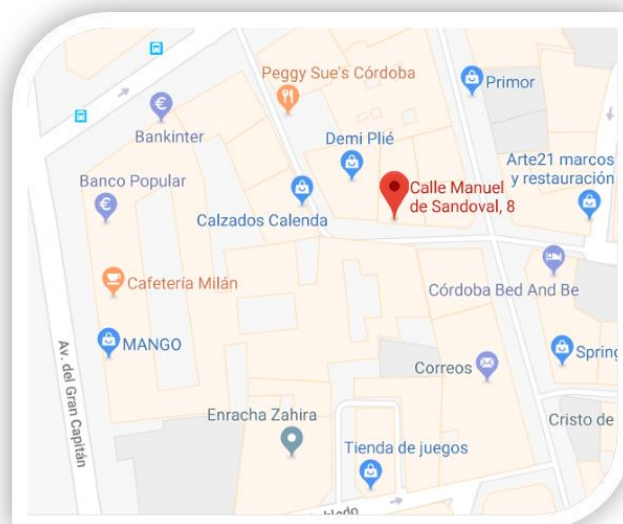 Peggy Sue's Córdoba
Primor
Bankinter
Demi Plié
Arte21 marcos
y restauración
Banco Popular
Calle Manuel
de Sandoval, 8
Calzados Calenda
Cafetería Milán
Córdoba Bed And Be
MANGO
Spring
Correos
Av. del Gran Capitán
Enracha Zahira
Cristo de
Tienda de juegos